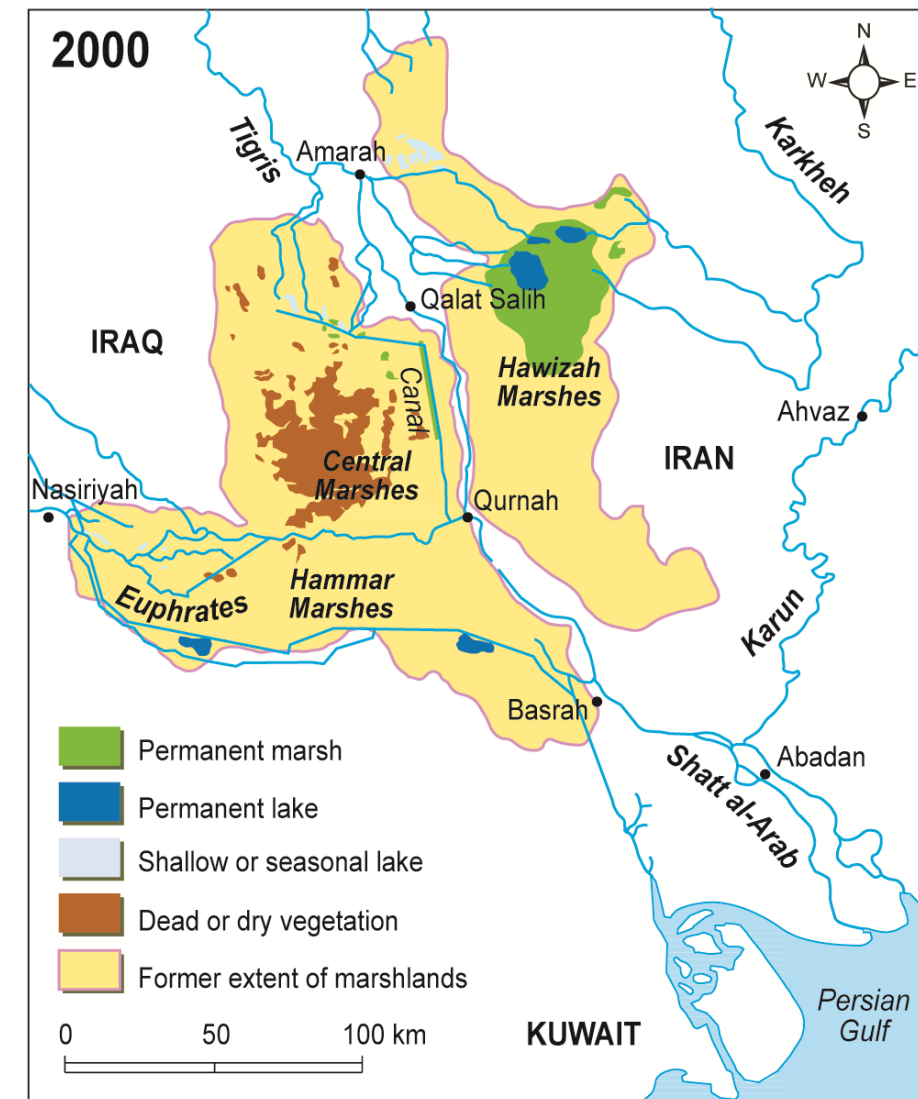 2000
N
W
E
S
Tigris
Karkheh
Amarah
Qalat Salih
IRAQ
Canal
Hawizah
Marshes
Ahvaz
IRAN
Central
Marshes
Nasiriyah
Qurnah
Hammar
Marshes
Euphrates
Karun
Basrah
Permanent marsh
Abadan
Shatt al-Arab
Permanent lake
Shallow or seasonal lake
Dead or dry vegetation
Former extent of marshlands
0 50 100 km
KUWAIT
Persian
Gulf